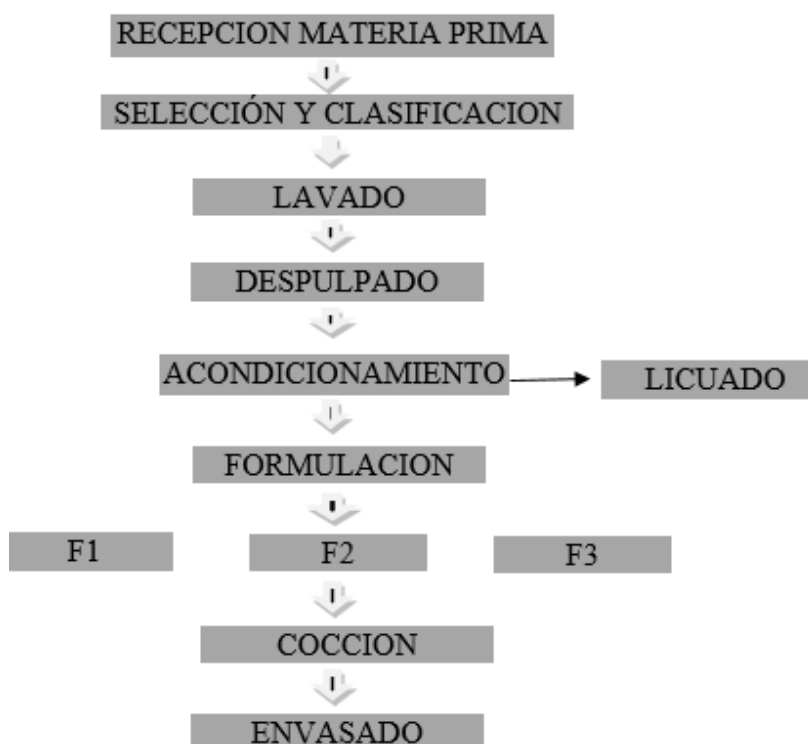 RECEPCION MATERIA PRIMA
SELECCIÓN Y CLASIFICACION
LAVADO
DESPULPADO
ACONDICIONAMIENTO
LICUADO
FORMULACION
F1
F2
F3
COCCION
ENVASADO